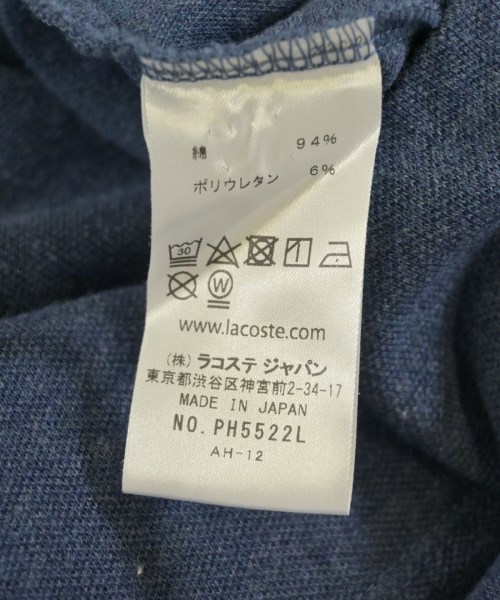 綿 94%
ポリウレタン 6%
30
W
www.lacoste.com
(株) ラコステ ジャパン
東京都渋谷区神宮前2-34-17
MADE IN JAPAN
NO. PH5522L
AH-12